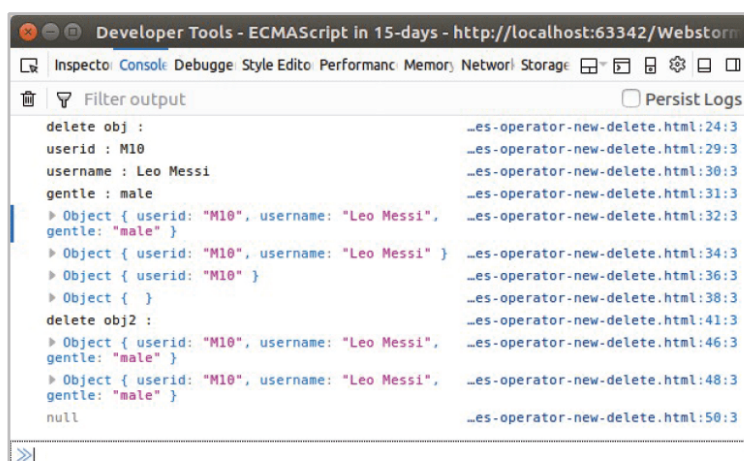 Developer Tools - ECMAScript in 15-days - http://localhost:63342/Webstorm
Inspecto Console Debugge Style Edito Performanc Memory Network Storage
Filter output Persist Logs
delete obj : …es-operator-new-delete.html:24:3
userid : M10 …es-operator-new-delete.html:29:3
username : Leo Messi …es-operator-new-delete.html:30:3
gentle : male …es-operator-new-delete.html:31:3
Object { userid: "M10", username: "Leo Messi", …es-operator-new-delete.html:32:3
gentle: "male" }
Object { userid: "M10", username: "Leo Messi" } …es-operator-new-delete.html:34:3
Object { userid: "M10" } …es-operator-new-delete.html:36:3
Object { } …es-operator-new-delete.html:38:3
delete obj2 : …es-operator-new-delete.html:41:3
Object { userid: "M10", username: "Leo Messi", …es-operator-new-delete.html:46:3
gentle: "male" }
Object { userid: "M10", username: "Leo Messi", …es-operator-new-delete.html:48:3
gentle: "male" }
null …es-operator-new-delete.html:50:3